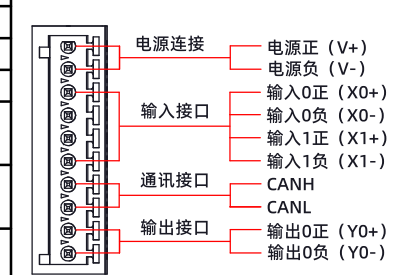 电源连接
电源正（V+）
电源负（V-）
输入接口
输入0正（X0+）
输入0负（X0-）
输入1正（X1+）
输入1负（X1-）
通讯接口
CANH
CANL
输出接口
输出0正（Y0+）
输出0负（Y0-）